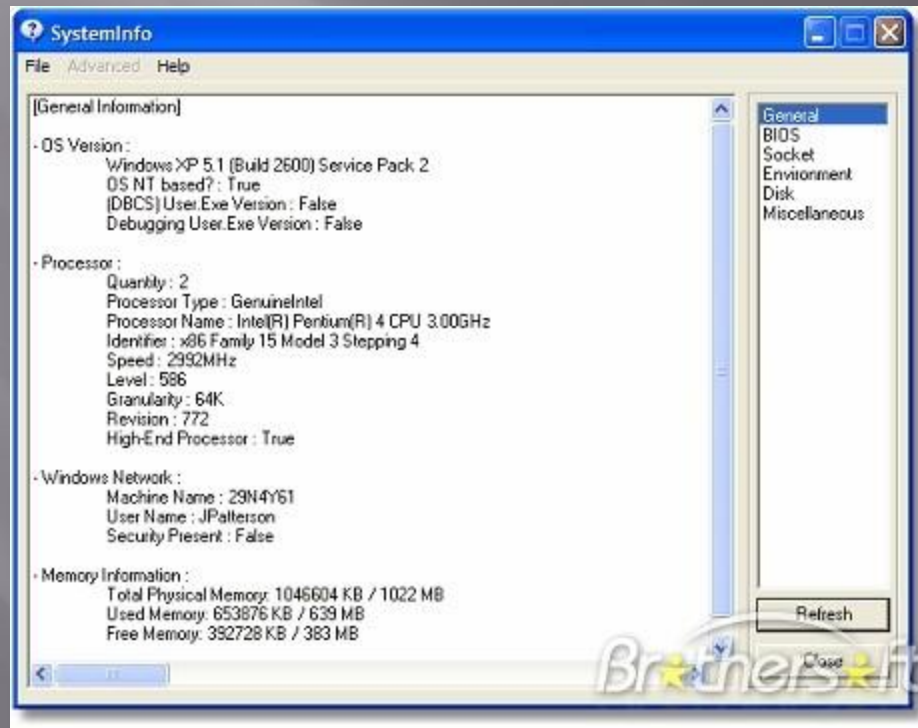 SystemInfo
File Advanced Help
[General Information]
- OS Version :
Windows XP 5.1 (Build 2600) Service Pack 2
OS NT based? : True
(DBCS) User.Exe Version : False
Debugging User.Exe Version : False
- Processor :
Quantity : 2
Processor Type : GenuineIntel
Processor Name : Intel(R) Pentium(R) 4 CPU 3.00GHz
Identifier : x86 Family 15 Model 3 Stepping 4
Speed : 2992MHz
Level : 586
Granularity : 64K
Revision : 772
High-End Processor : True
- Windows Network :
Machine Name : 29N4Y61
User Name : JPatterson
Security Present : False
- Memory Information :
Total Physical Memory: 1046604 KB / 1022 MB
Used Memory: 653876 KB / 639 MB
Free Memory: 392728 KB / 383 MB
General
BIOS
Socket
Environment
Disk
Miscellaneous
Refresh
Close
Brothersoft